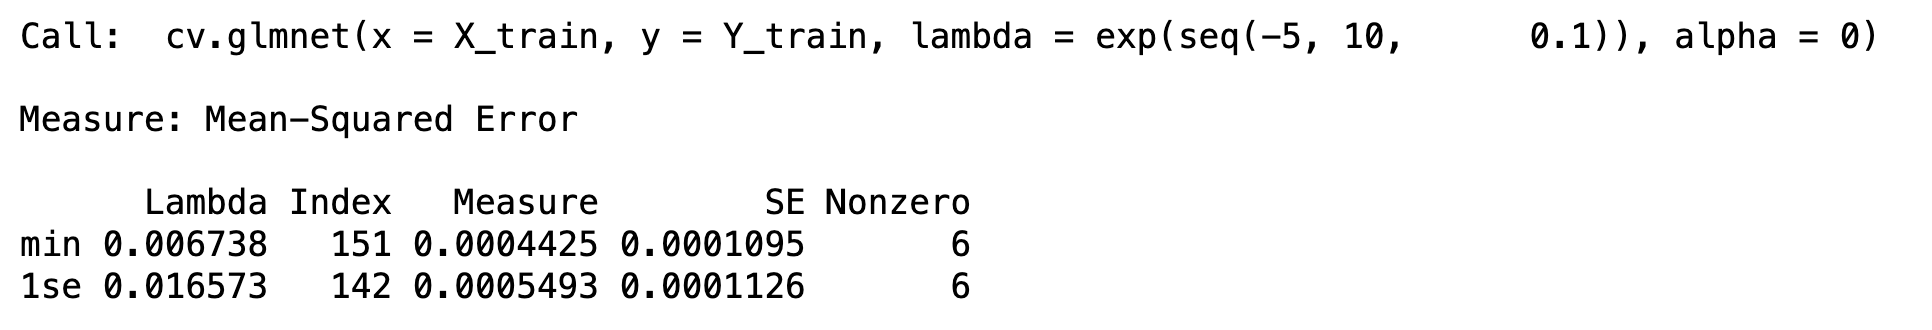 Call:  cv.glmnet(x = X_train, y = Y_train, lambda = exp(seq(-5, 10,      0.1)), alpha = 0)
Measure: Mean-Squared Error
      Lambda Index   Measure        SE Nonzero
min 0.006738   151 0.0004425 0.0001095       6
1se 0.016573   142 0.0005493 0.0001126       6